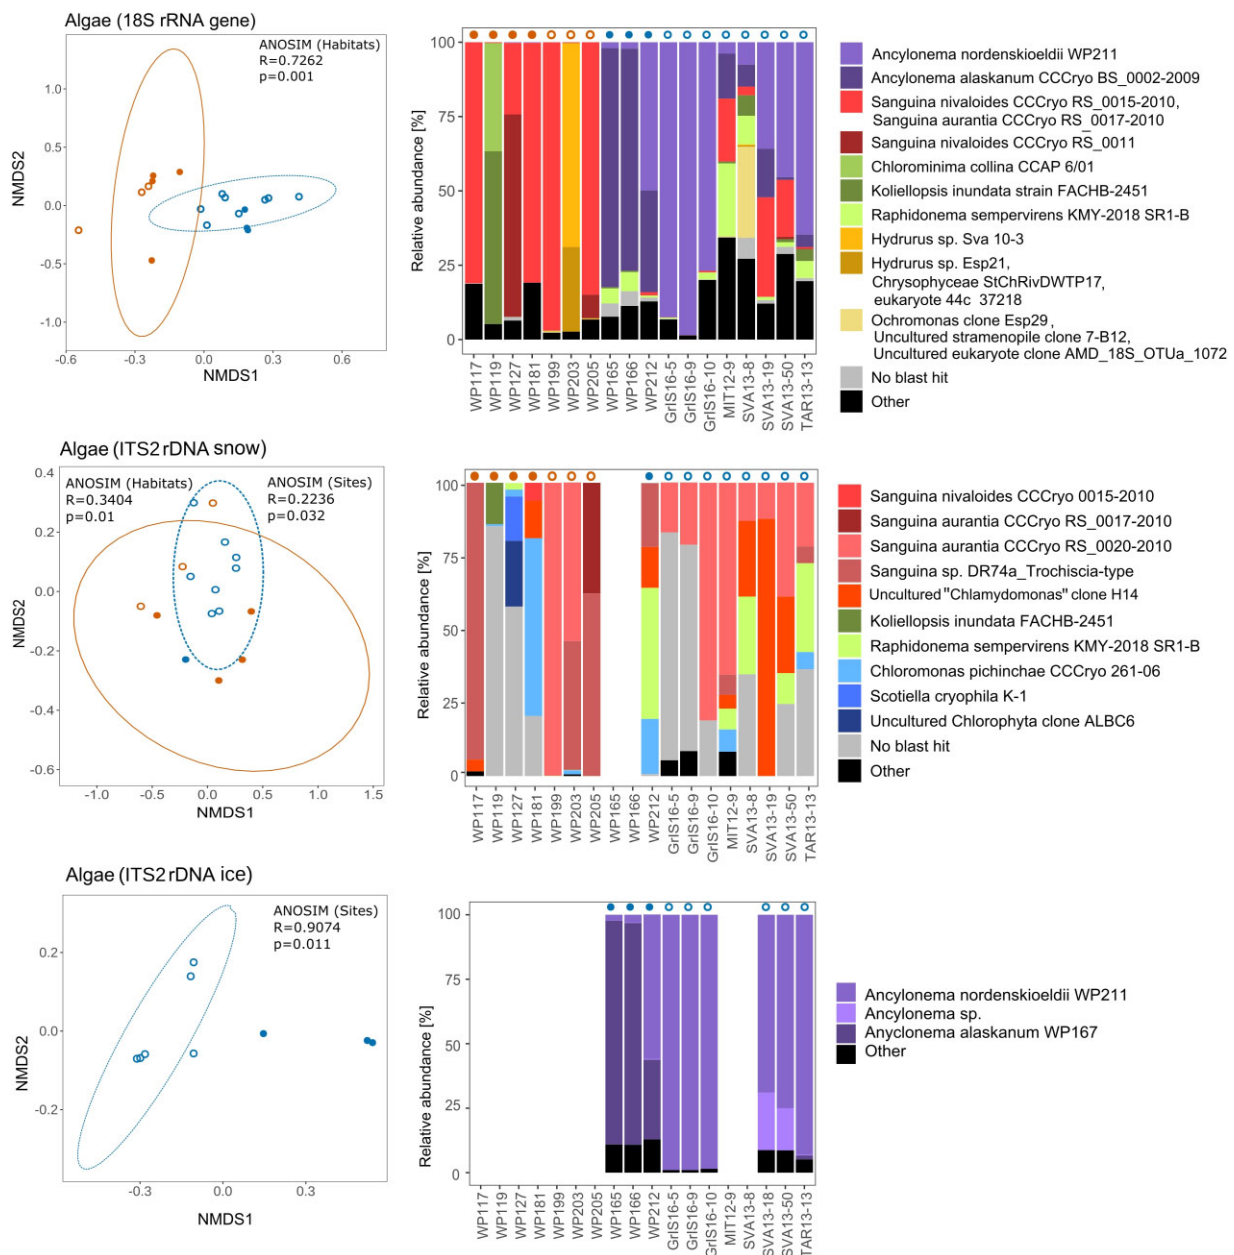 Algae (18S rRNA gene)
ANOSIM (Habitats)
R=0.7262
p=0.001
NMDS2
1.0
0.5
0.0
-0.5
-1.0
-0.6
-0.3
0.0
0.3
0.6
NMDS1
Relative abundance [%]
100
75
50
25
0
WP117
WP119
WP127
WP181
WP199
WP203
WP205
WP165
WP166
WP212
GrIS16-5
GrIS16-9
GrIS16-10
MIT12-9
SVA13-8
SVA13-19
SVA13-50
TAR13-13
Ancylonema nordenskioeldii WP211
Ancylonema alaskanum CCCryo BS_0002-2009
Sanguina nivaloides CCCryo RS_0015-2010,
Sanguina aurantia CCCryo RS_0017-2010
Sanguina nivaloides CCCryo RS_0011
Chlorominima collina CCAP 6/01
Koliellopsis inundata strain FACHB-2451
Raphidonema sempervirens KMY-2018 SR1-B
Hydrurus sp. Sva 10-3
Hydrurus sp. Esp21,
Chrysophyceae StChRivDWTP17,
eukaryote 44c 37218
Ochromonas clone Esp29,
Uncultured stramenopile clone 7-B12,
Uncultured eukaryote clone AMD_18S_OTUa_1072
No blast hit
Other
Algae (ITS2 rDNA snow)
ANOSIM (Habitats)
R=0.3404
p=0.01
ANOSIM (Sites)
R=0.2236
p=0.032
NMDS2
0.4
0.2
0.0
-0.2
-0.4
-0.6
-1.0
-0.5
0.0
0.5
1.0
1.5
NMDS1
Relative abundance [%]
100
75
50
25
0
WP117
WP119
WP127
WP181
WP199
WP203
WP205
WP165
WP166
WP212
GrIS16-5
GrIS16-9
GrIS16-10
MIT12-9
SVA13-8
SVA13-19
SVA13-50
TAR13-13
Sanguina nivaloides CCCryo 0015-2010
Sanguina aurantia CCCryo RS_0017-2010
Sanguina aurantia CCCryo RS_0020-2010
Sanguina sp. DR74a_Trochiscia-type
Uncultured "Chlamydomonas" clone H14
Koliellopsis inundata FACHB-2451
Raphidonema sempervirens KMY-2018 SR1-B
Chloromonas pichinchae CCCryo 261-06
Scotiella cryophila K-1
Uncultured Chlorophyta clone ALBC6
No blast hit
Other
Algae (ITS2 rDNA ice)
ANOSIM (Sites)
R=0.9074
p=0.011
NMDS2
0.2
0.0
-0.2
-0.3
0.0
0.3
NMDS1
Relative abundance [%]
100
75
50
25
0
WP117
WP119
WP127
WP181
WP199
WP203
WP205
WP165
WP166
WP212
GrIS16-5
GrIS16-9
GrIS16-10
MIT12-9
SVA13-8
SVA13-18
SVA13-50
TAR13-13
Ancylonema nordenskioeldii WP211
Ancylonema sp.
Anyclonema alaskanum WP167
Other